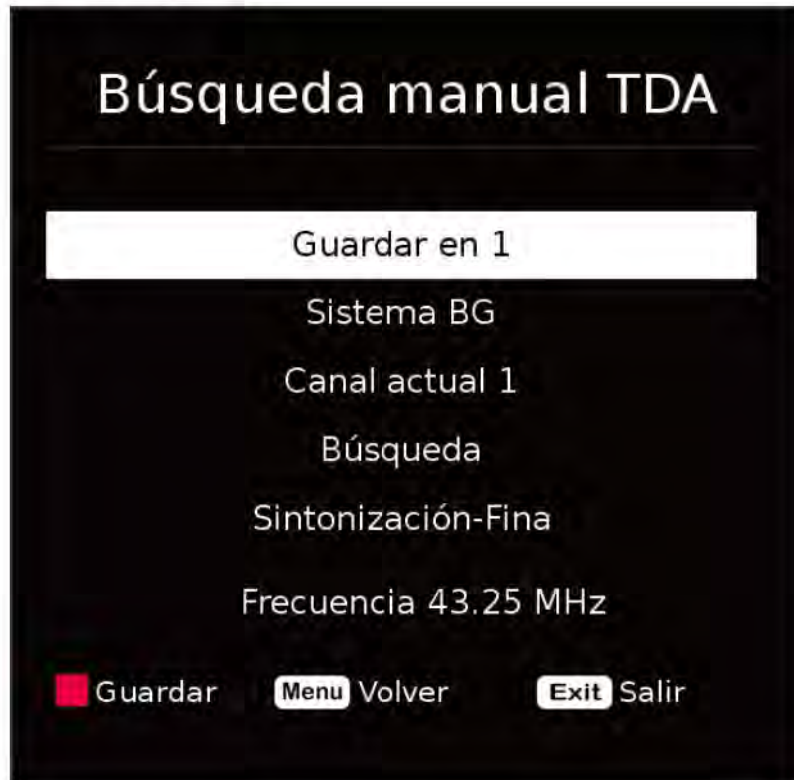 Búsqueda manual TDA
Guardar en 1
Sistema BG
Canal actual 1
Búsqueda
Sintonización-Fina
Frecuencia 43.25 MHz
Guardar Menu Volver Exit Salir